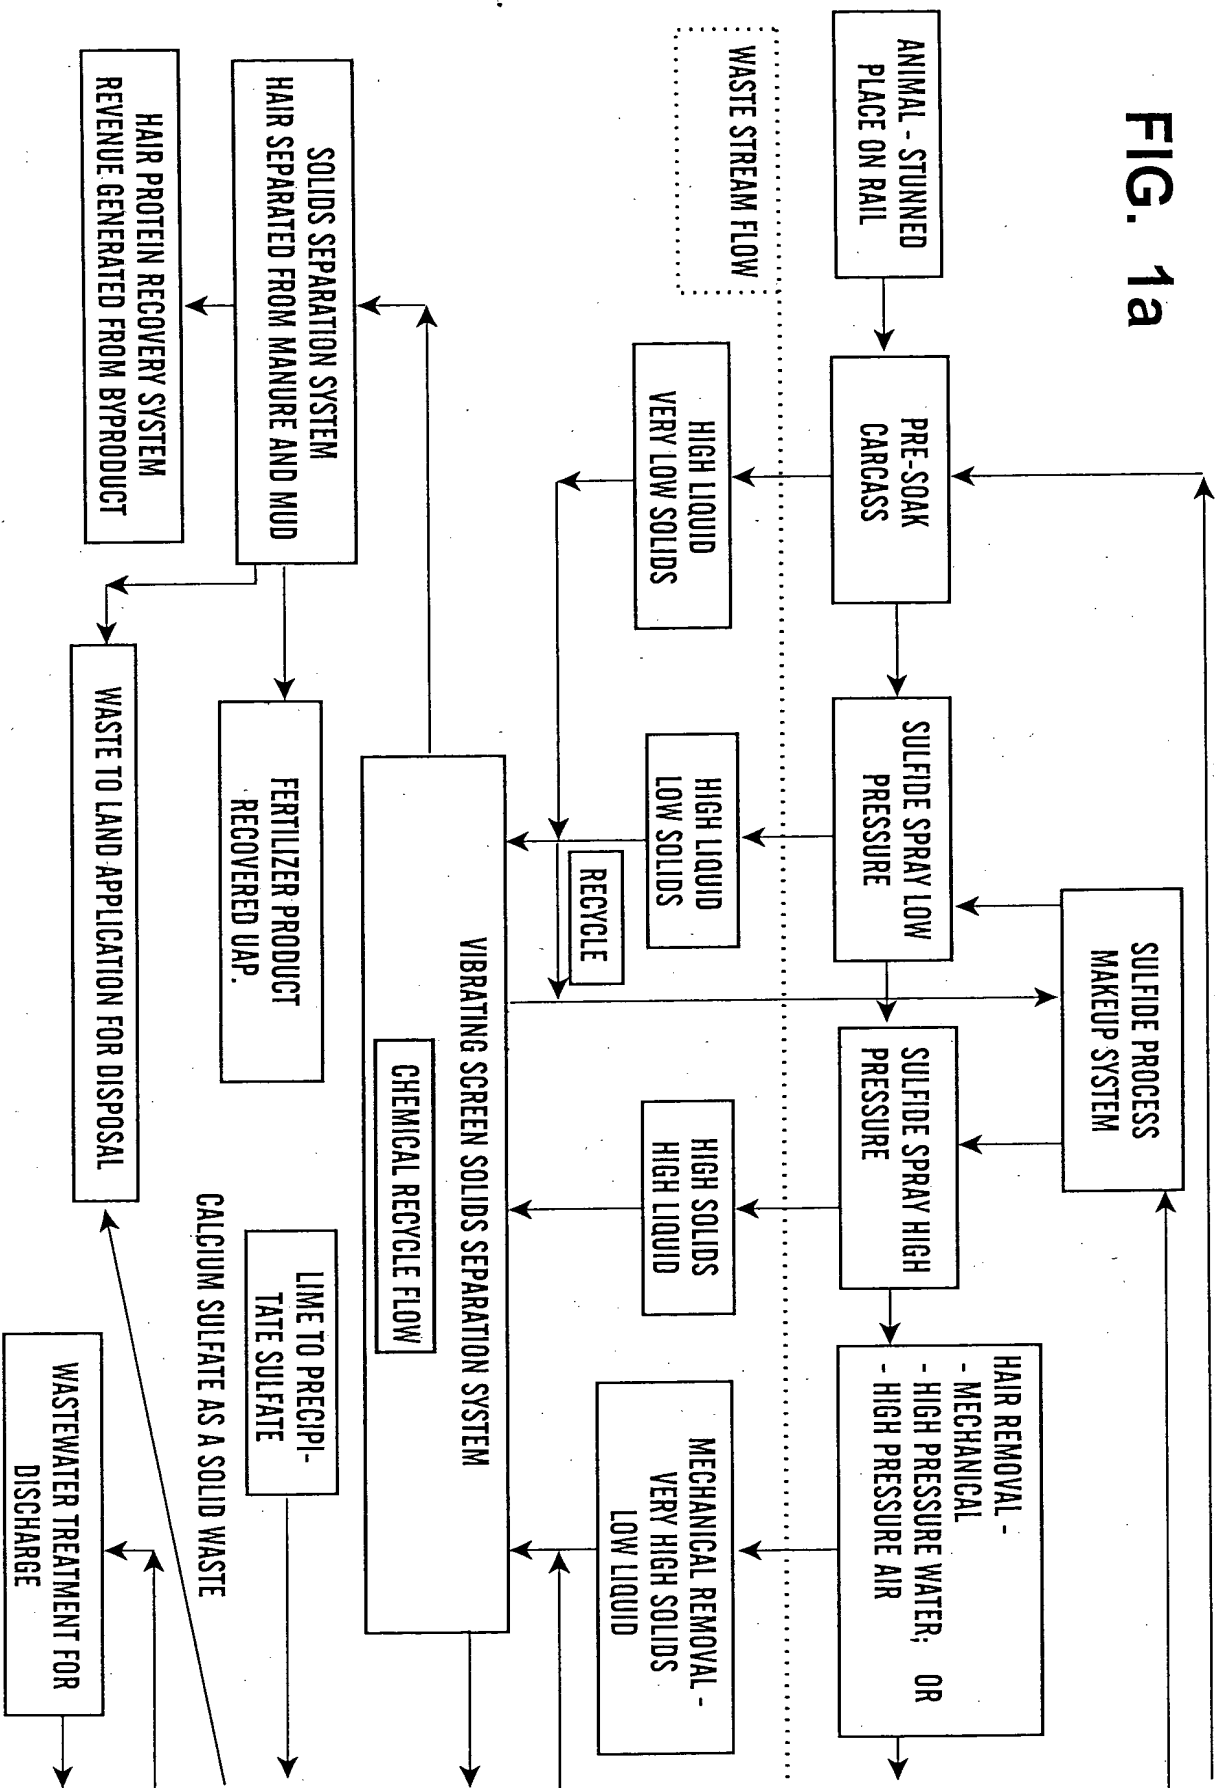 FIG. 1a
SULFIDE PROCESS
MAKEUP SYSTEM
ANIMAL - STUNNED
PLACE ON RAIL
PRE-SOAK
CARCASS
SULFIDE SPRAY LOW
PRESSURE
SULFIDE SPRAY HIGH
PRESSURE
HAIR REMOVAL -
- MECHANICAL
- HIGH PRESSURE WATER; OR
- HIGH PRESSURE AIR
WASTE STREAM FLOW
HIGH LIQUID
VERY LOW SOLIDS
HIGH LIQUID
LOW SOLIDS
HIGH SOLIDS
HIGH LIQUID
MECHANICAL REMOVAL -
VERY HIGH SOLIDS
LOW LIQUID
RECYCLE
VIBRATING SCREEN SOLIDS SEPARATION SYSTEM
CHEMICAL RECYCLE FLOW
SOLIDS SEPARATION SYSTEM
HAIR SEPARATED FROM MANURE AND MUD
FERTILIZER PRODUCT
RECOVERED UAP.
LIME TO PRECIPI-
TATE SULFATE
CALCIUM SULFATE AS A SOLID WASTE
HAIR PROTEIN RECOVERY SYSTEM
REVENUE GENERATED FROM BYPRODUCT
WASTE TO LAND APPLICATION FOR DISPOSAL
WASTEWATER TREATMENT FOR
DISCHARGE